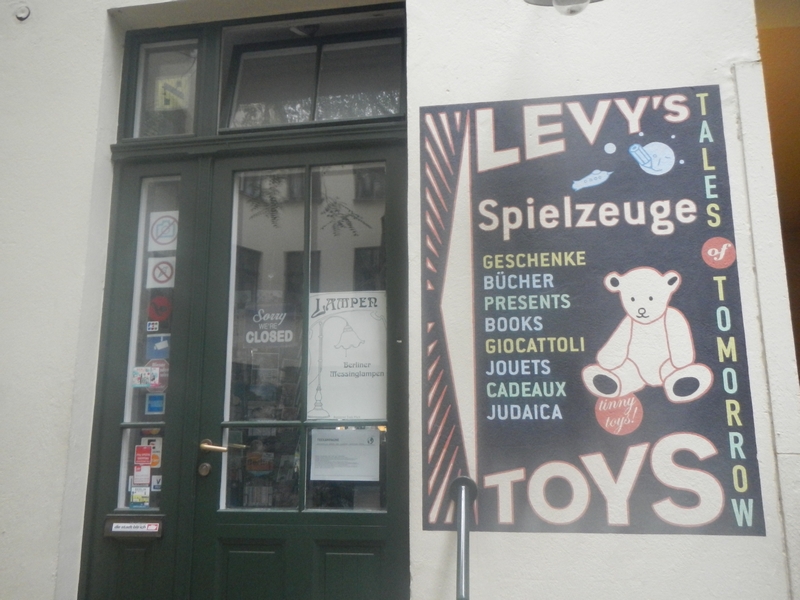 Sorry
WE'RE
CLOSED
LAMPEN
Berliner
Messinglampen
LEVY'S
Spielzeuge
GESCHENKE
BÜCHER
PRESENTS
BOOKS
GIOCATTOLI
JOUETS
CADEAUX
JUDAICA
tinny
toys!
TOYS
TALES
of
TOMORROW